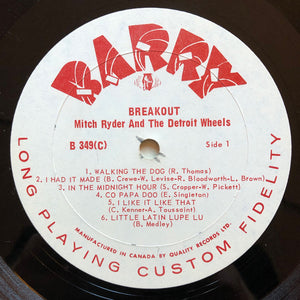 BARRY
BREAKOUT
Mitch Ryder And The Detroit Wheels
B 349(C) Side 1
1. WALKING THE DOG (R. Thomas)
2. I HAD IT MADE (B. Crewe-W. Levise-R. Bloodworth-L. Brown)
3. IN THE MIDNIGHT HOUR (S. Cropper-W. Pickett)
4. CO PAPA DOO (E. Singleton)
5. I LIKE IT LIKE THAT
(C. Kenner-A. Toussaint)
6. LITTLE LATIN LUPE LU
(B. Medley)
MANUFACTURED IN CANADA BY QUALITY RECORDS LTD.
LONG PLAYING CUSTOM FIDELITY